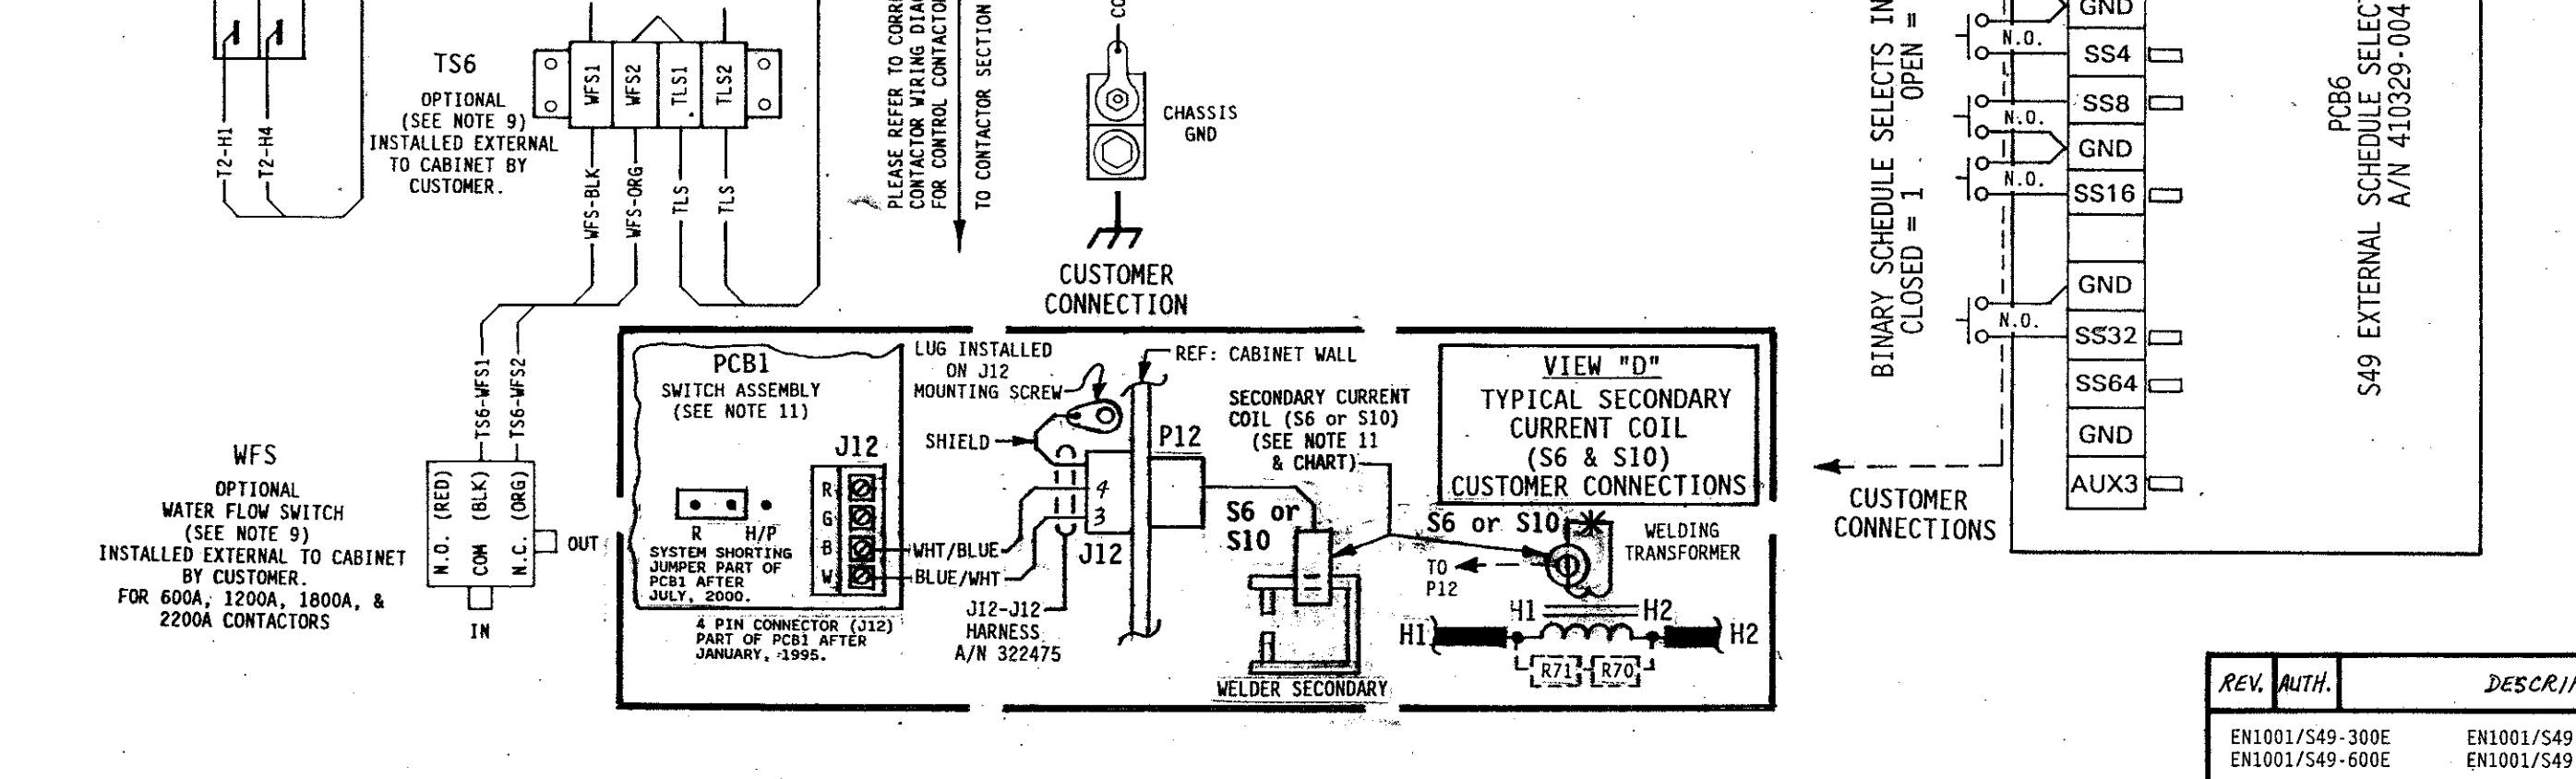 T2-H1
T2-H4
TS6
OPTIONAL
(SEE NOTE 9)
INSTALLED EXTERNAL
TO CABINET BY
CUSTOMER.
WFS1
WFS2
TLS1
TLS2
WFS-BLK
WFS-ORG
TLS
TLS
TS6-WFS1
TS6-WFS2
WFS
OPTIONAL
WATER FLOW SWITCH
(SEE NOTE 9)
INSTALLED EXTERNAL TO CABINET
BY CUSTOMER.
FOR 600A, 1200A, 1800A, &
2200A CONTACTORS
N.O. (RED)
COM (BLK)
N.C. (ORG)
OUT
IN
PLEASE REFER TO
CONTACTOR WIRING
FOR CONTROL
TO CONTACTOR SECTION
CHASSIS
GND
CUSTOMER
CONNECTION
PCB1
SWITCH ASSEMBLY
(SEE NOTE 11)
J12
R
G
B
W
R H/P
SYSTEM SHORTING
JUMPER PART OF
PCB1 AFTER
JULY, 2000.
4 PIN CONNECTOR (J12)
PART OF PCB1 AFTER
JANUARY, 1995.
LUG INSTALLED
ON J12
MOUNTING SCREW
REF: CABINET WALL
SHIELD
4
3
J12
P12
WHT/BLUE
BLUE/WHT
J12-J12
HARNESS
A/N 322475
SECONDARY CURRENT
COIL (S6 or S10)
(SEE NOTE 11
& CHART)
S6 or
S10
WELDER SECONDARY
VIEW "D"
TYPICAL SECONDARY
CURRENT COIL
(S6 & S10)
CUSTOMER CONNECTIONS
S6 or S10
WELDING
TRANSFORMER
TO
P12
H1
H2
H1
H2
R71
R70
BINARY SCHEDULE SELECTS
CLOSED = 1 OPEN =
N.O.
N.O.
N.O.
N.O.
GND
SS4
SS8
GND
SS16
GND
SS32
SS64
GND
AUX3
CUSTOMER
CONNECTIONS
PCB6
S49 EXTERNAL SCHEDULE
A/N 410329-004
REV. AUTH.
EN1001/S49-300E EN1001/S49
EN1001/S49-600E EN1001/S49